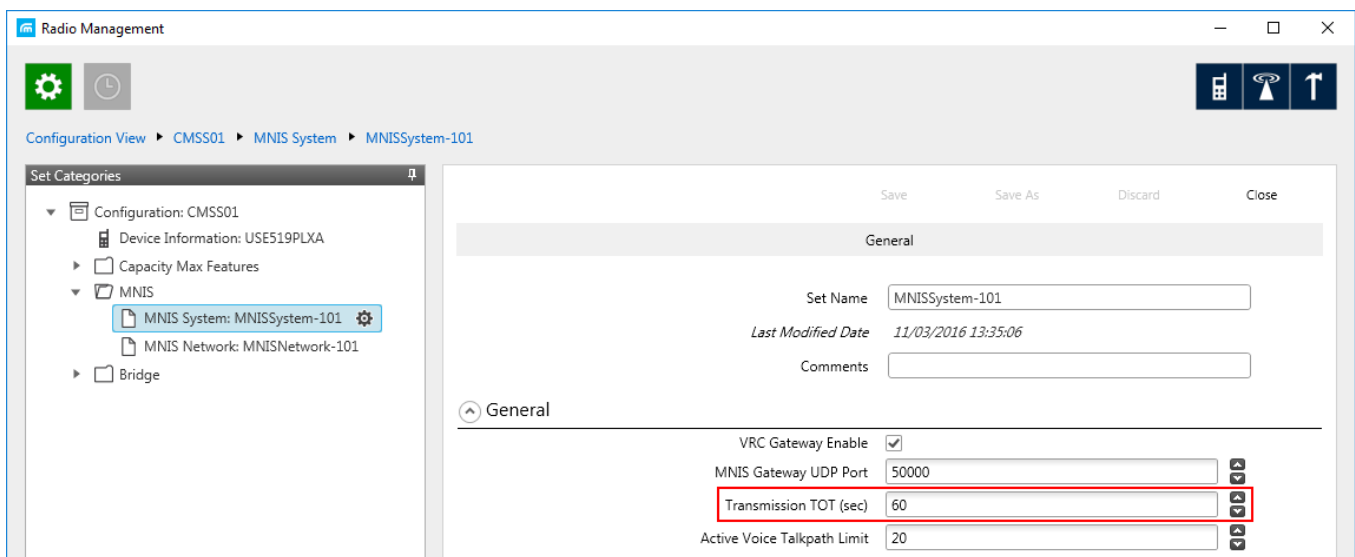 Radio Management
Configuration View CMSS01 MNIS System MNISSystem-101
Set Categories
Configuration: CMSS01
Device Information: USE519PLXA
Capacity Max Features
MNIS
MNIS System: MNISSystem-101
MNIS Network: MNISNetwork-101
Bridge
Save Save As Discard Close
General
Set Name MNISSystem-101
Last Modified Date 11/03/2016 13:35:06
Comments
General
VRC Gateway Enable
MNIS Gateway UDP Port 50000
Transmission TOT (sec) 60
Active Voice Talkpath Limit 20